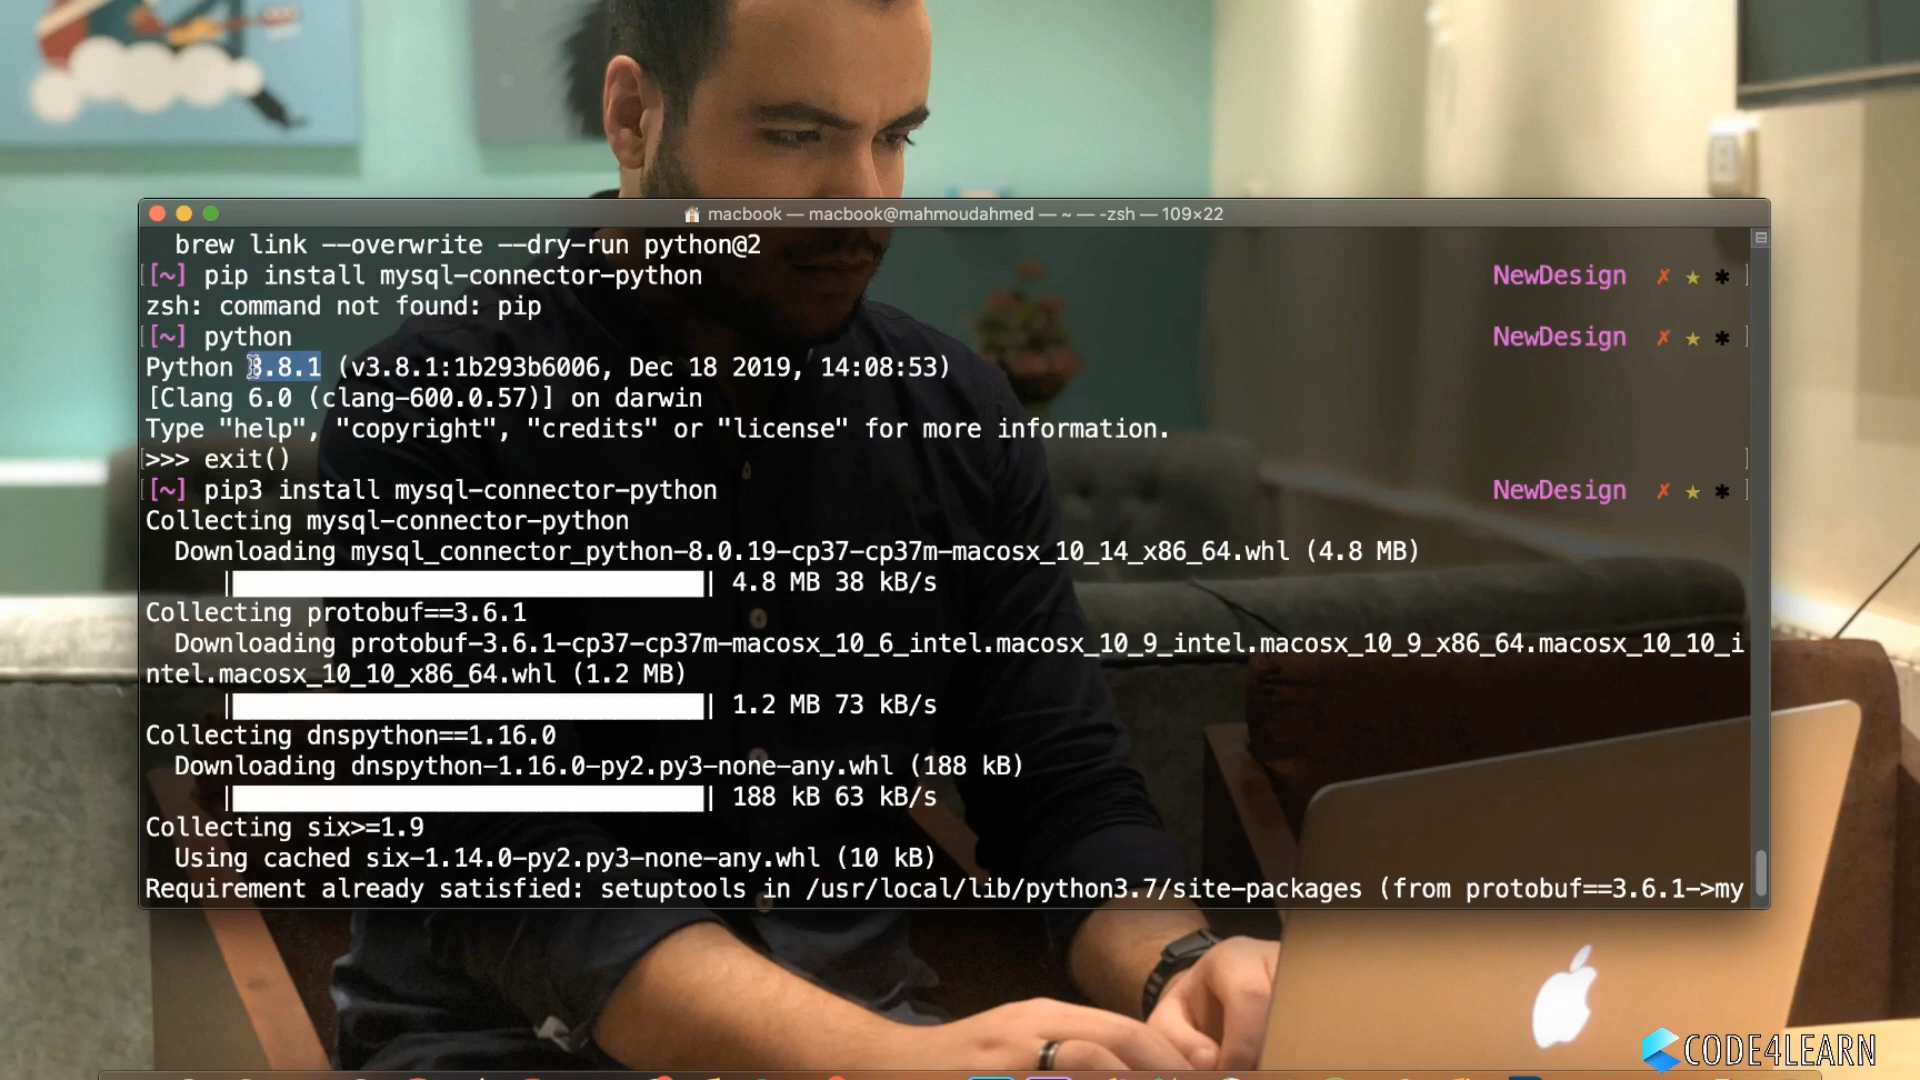 macbook — macbook@mahmoudahmed — ~ — -zsh — 109×22
brew link --overwrite --dry-run python@2
[~] pip install mysql-connector-python NewDesign ✗ ★ ✱
zsh: command not found: pip
[~] python NewDesign ✗ ★ ✱
Python 3.8.1 (v3.8.1:1b293b6006, Dec 18 2019, 14:08:53)
[Clang 6.0 (clang-600.0.57)] on darwin
Type "help", "copyright", "credits" or "license" for more information.
>>> exit()
[~] pip3 install mysql-connector-python NewDesign ✗ ★ ✱
Collecting mysql-connector-python
Downloading mysql_connector_python-8.0.19-cp37-cp37m-macosx_10_14_x86_64.whl (4.8 MB)
| | 4.8 MB 38 kB/s
Collecting protobuf==3.6.1
Downloading protobuf-3.6.1-cp37-cp37m-macosx_10_6_intel.macosx_10_9_intel.macosx_10_9_x86_64.macosx_10_10_i
ntel.macosx_10_10_x86_64.whl (1.2 MB)
| | 1.2 MB 73 kB/s
Collecting dnspython==1.16.0
Downloading dnspython-1.16.0-py2.py3-none-any.whl (188 kB)
| | 188 kB 63 kB/s
Collecting six>=1.9
Using cached six-1.14.0-py2.py3-none-any.whl (10 kB)
Requirement already satisfied: setuptools in /usr/local/lib/python3.7/site-packages (from protobuf==3.6.1->my
CODE4LEARN